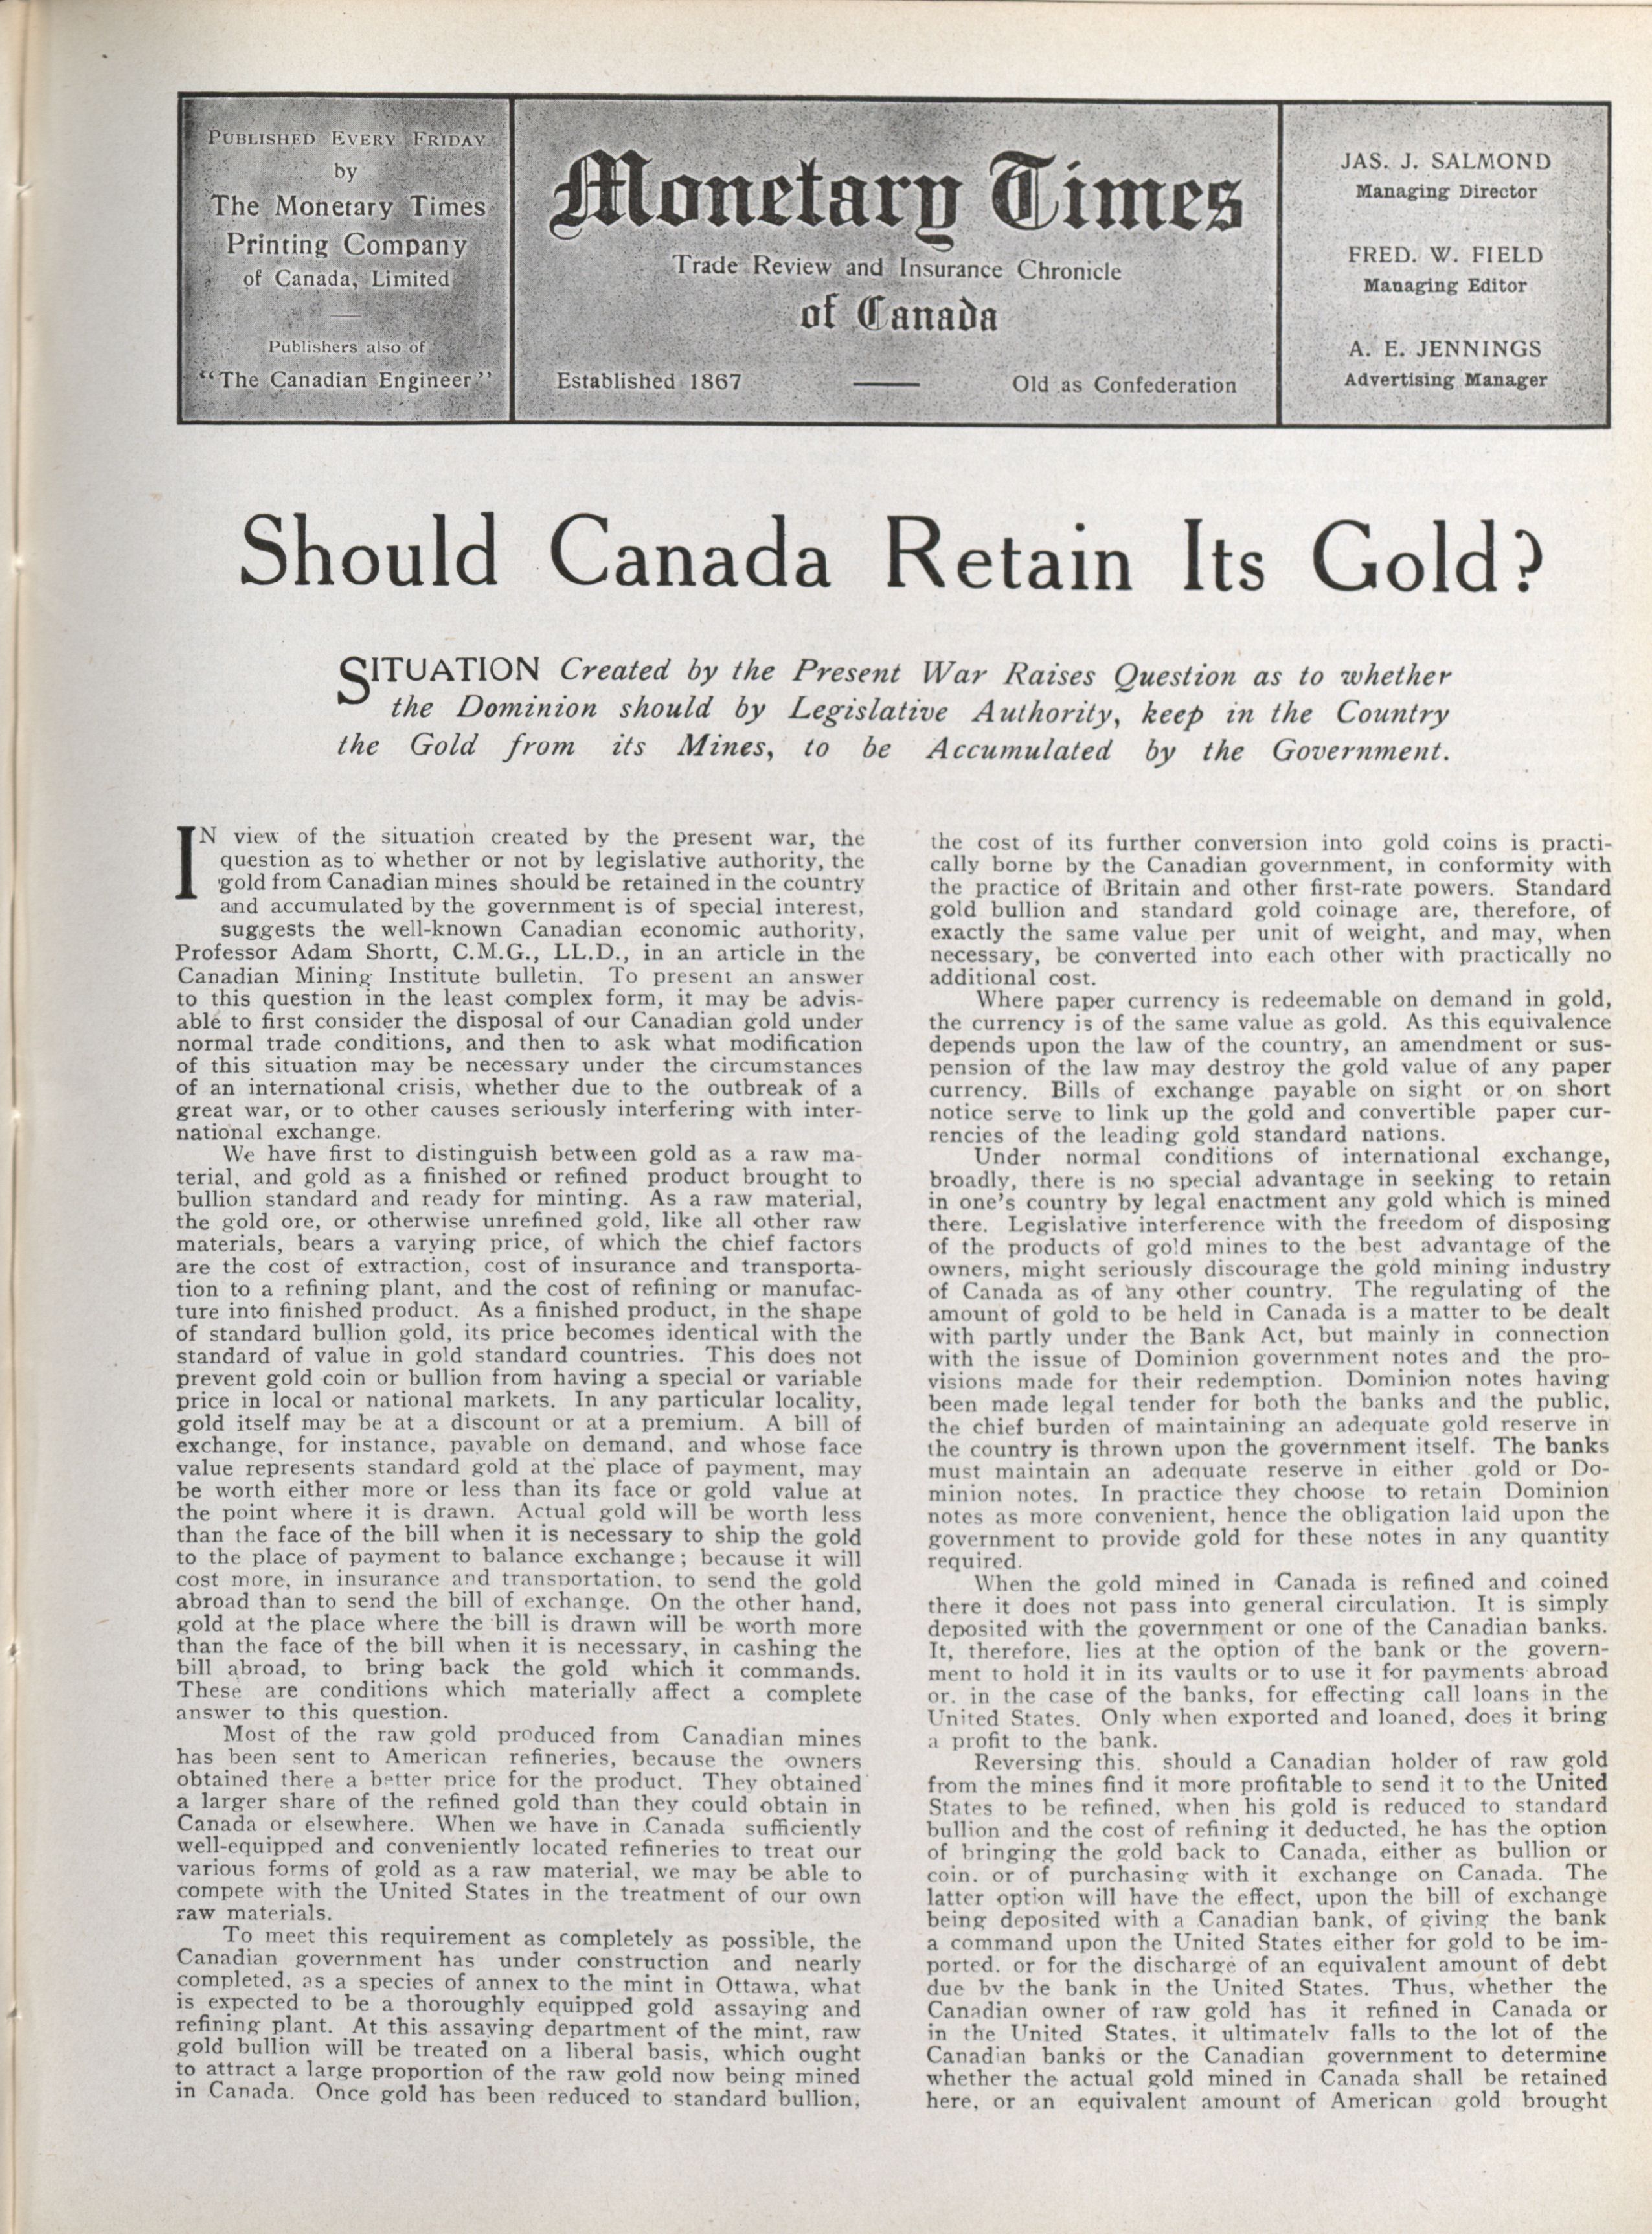 PUBLISHED EVERY FRIDAY
by
The Monetary Times
Printing Company
of Canada, Limited
Publishers also of
"The Canadian Engineer"
Monetary Times
Trade Review and Insurance Chronicle
of Canada
Established 1867
Old as Confederation
JAS. J. SALMOND
Managing Director
FRED. W. FIELD
Managing Editor
A. E. JENNINGS
Advertising Manager
Should Canada Retain Its Gold?
SITUATION Created by the Present War Raises Question as to whether
the Dominion should by Legislative Authority, keep in the Country
the Gold from its Mines, to be Accumulated by the Government.
IN view of the situation created by the present war, the
question as to whether or not by legislative authority, the
gold from Canadian mines should be retained in the country
and accumulated by the government is of special interest,
suggests the well-known Canadian economic authority,
Professor Adam Shortt, C.M.G., LL.D., in an article in the
Canadian Mining Institute bulletin. To present an answer
to this question in the least complex form, it may be advis-
able to first consider the disposal of our Canadian gold under
normal trade conditions, and then to ask what modification
of this situation may be necessary under the circumstances
of an international crisis, whether due to the outbreak of a
great war, or to other causes seriously interfering with inter-
national exchange.
We have first to distinguish between gold as a raw ma-
terial, and gold as a finished or refined product brought to
bullion standard and ready for minting. As a raw material,
the gold ore, or otherwise unrefined gold, like all other raw
materials, bears a varying price, of which the chief factors
are the cost of extraction, cost of insurance and transporta-
tion to a refining plant, and the cost of refining or manufac-
ture into finished product. As a finished product, in the shape
of standard bullion gold, its price becomes identical with the
standard of value in gold standard countries. This does not
prevent gold coin or bullion from having a special or variable
price in local or national markets. In any particular locality,
gold itself may be at a discount or at a premium. A bill of
exchange, for instance, payable on demand, and whose face
value represents standard gold at the place of payment, may
be worth either more or less than its face or gold value at
the point where it is drawn. Actual gold will be worth less
than the face of the bill when it is necessary to ship the gold
to the place of payment to balance exchange; because it will
cost more, in insurance and transportation, to send the gold
abroad than to send the bill of exchange. On the other hand,
gold at the place where the bill is drawn will be worth more
than the face of the bill when it is necessary, in cashing the
bill abroad, to bring back the gold which it commands.
These are conditions which materially affect a complete
answer to this question.
Most of the raw gold produced from Canadian mines
has been sent to American refineries, because the owners
obtained there a better price for the product. They obtained
a larger share of the refined gold than they could obtain in
Canada or elsewhere. When we have in Canada sufficiently
well-equipped and conveniently located refineries to treat our
various forms of gold as a raw material, we may be able to
compete with the United States in the treatment of our own
raw materials.
To meet this requirement as completely as possible, the
Canadian government has under construction and nearly
completed, as a species of annex to the mint in Ottawa, what
is expected to be a thoroughly equipped gold assaying and
refining plant. At this assaying department of the mint, raw
gold bullion will be treated on a liberal basis, which ought
to attract a large proportion of the raw gold now being mined
in Canada. Once gold has been reduced to standard bullion,
the cost of its further conversion into gold coins is practi-
cally borne by the Canadian government, in conformity with
the practice of Britain and other first-rate powers. Standard
gold bullion and standard gold coinage are, therefore, of
exactly the same value per unit of weight, and may, when
necessary, be converted into each other with practically no
additional cost.
Where paper currency is redeemable on demand in gold,
the currency is of the same value as gold. As this equivalence
depends upon the law of the country, an amendment or sus-
pension of the law may destroy the gold value of any paper
currency. Bills of exchange payable on sight or on short
notice serve to link up the gold and convertible paper cur-
rencies of the leading gold standard nations.
Under normal conditions of international exchange,
broadly, there is no special advantage in seeking to retain
in one's country by legal enactment any gold which is mined
there. Legislative interference with the freedom of disposing
of the products of gold mines to the best advantage of the
owners, might seriously discourage the gold mining industry
of Canada as of any other country. The regulating of the
amount of gold to be held in Canada is a matter to be dealt
with partly under the Bank Act, but mainly in connection
with the issue of Dominion government notes and the pro-
visions made for their redemption. Dominion notes having
been made legal tender for both the banks and the public,
the chief burden of maintaining an adequate gold reserve in
the country is thrown upon the government itself. The banks
must maintain an adequate reserve in either gold or Do-
minion notes. In practice they choose to retain Dominion
notes as more convenient, hence the obligation laid upon the
government to provide gold for these notes in any quantity
required.
When the gold mined in Canada is refined and coined
there it does not pass into general circulation. It is simply
deposited with the government or one of the Canadian banks.
It, therefore, lies at the option of the bank or the govern-
ment to hold it in its vaults or to use it for payments abroad
or, in the case of the banks, for effecting call loans in the
United States. Only when exported and loaned, does it bring
a profit to the bank.
Reversing this, should a Canadian holder of raw gold
from the mines find it more profitable to send it to the United
States to be refined, when his gold is reduced to standard
bullion and the cost of refining it deducted, he has the option
of bringing the gold back to Canada, either as bullion or
coin, or of purchasing with it exchange on Canada. The
latter option will have the effect, upon the bill of exchange
being deposited with a Canadian bank, of giving the bank
a command upon the United States either for gold to be im-
ported, or for the discharge of an equivalent amount of debt
due by the bank in the United States. Thus, whether the
Canadian owner of raw gold has it refined in Canada or
in the United States, it ultimately falls to the lot of the
Canadian banks or the Canadian government to determine
whether the actual gold mined in Canada shall be retained
here, or an equivalent amount of American gold brought